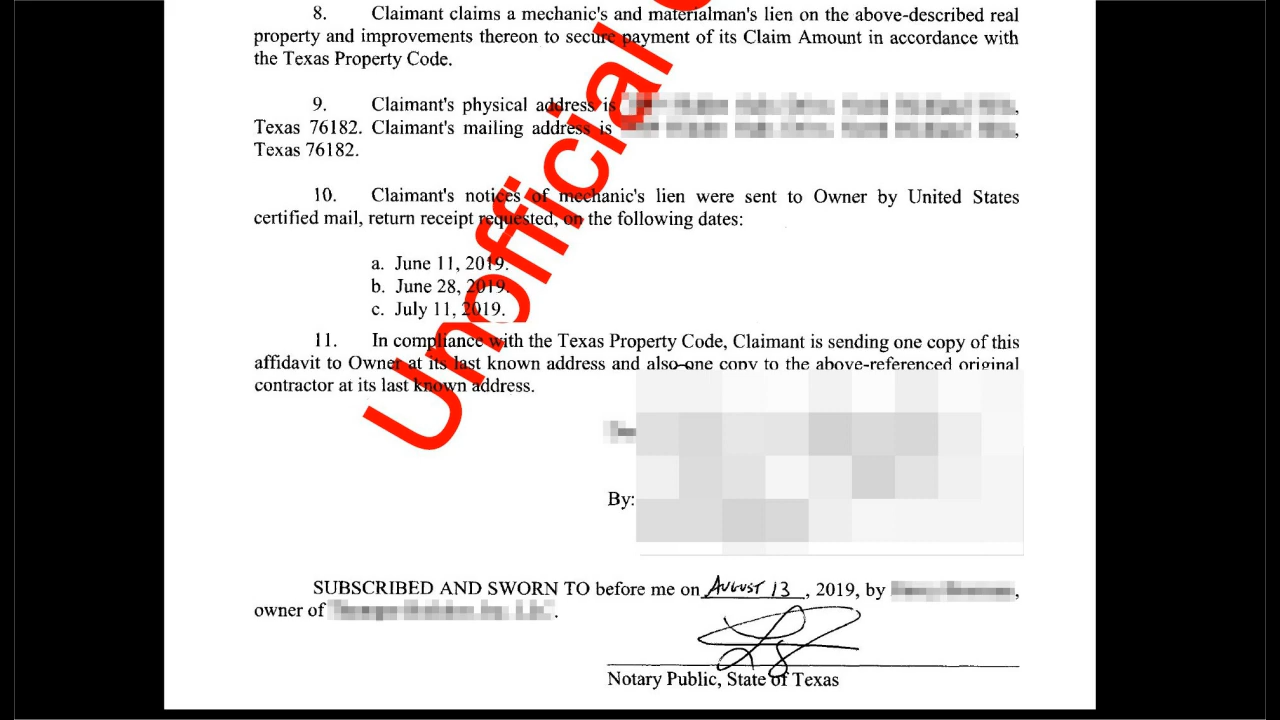 8. Claimant claims a mechanic's and materialman's lien on the above-described real
property and improvements thereon to secure payment of its Claim Amount in accordance with
the Texas Property Code.
9. Claimant's physical address is
Texas 76182. Claimant's mailing address is
Texas 76182.
10. Claimant's notices of mechanic's lien were sent to Owner by United States
certified mail, return receipt requested, on the following dates:
a. June 11, 2019.
b. June 28, 2019.
c. July 11, 2019.
11. In compliance with the Texas Property Code, Claimant is sending one copy of this
affidavit to Owner at its last known address and also one copy to the above-referenced original
contractor at its last known address.
By:
SUBSCRIBED AND SWORN TO before me on AUGUST 13, 2019, by
owner of
Notary Public, State of Texas
Unofficial